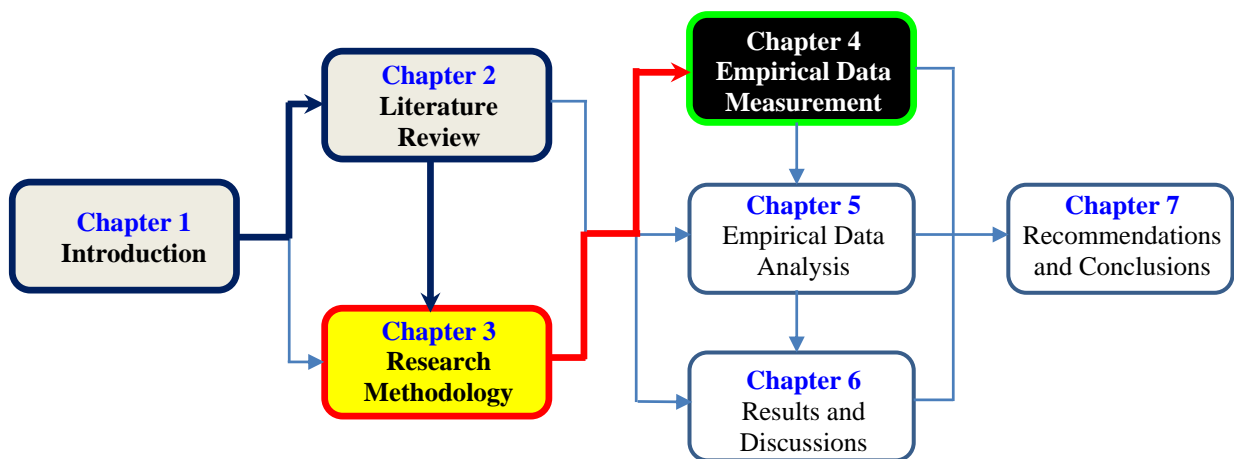 Chapter 1
Introduction
Chapter 2
Literature
Review
Chapter 3
Research
Methodology
Chapter 4
Empirical Data
Measurement
Chapter 5
Empirical Data
Analysis
Chapter 6
Results and
Discussions
Chapter 7
Recommendations
and Conclusions